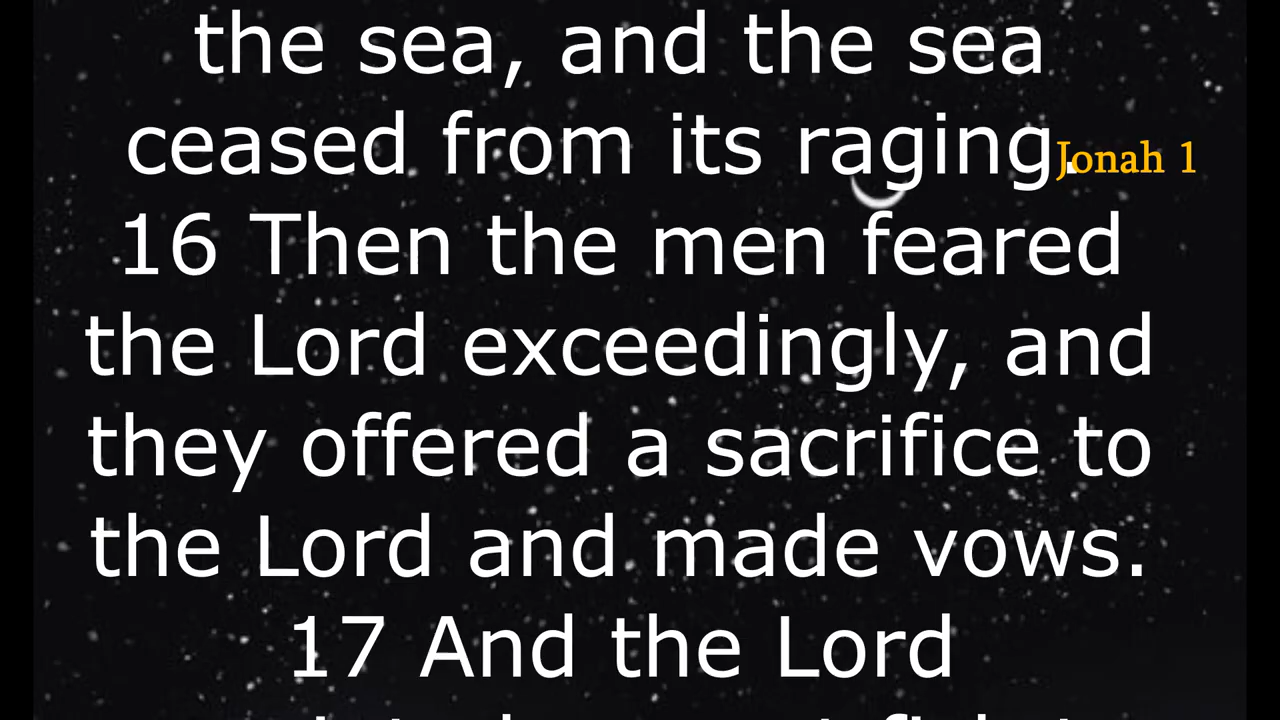 the sea, and the sea
ceased from its raging.
Jonah 1
16 Then the men feared
the Lord exceedingly, and
they offered a sacrifice to
the Lord and made vows.
17 And the Lord